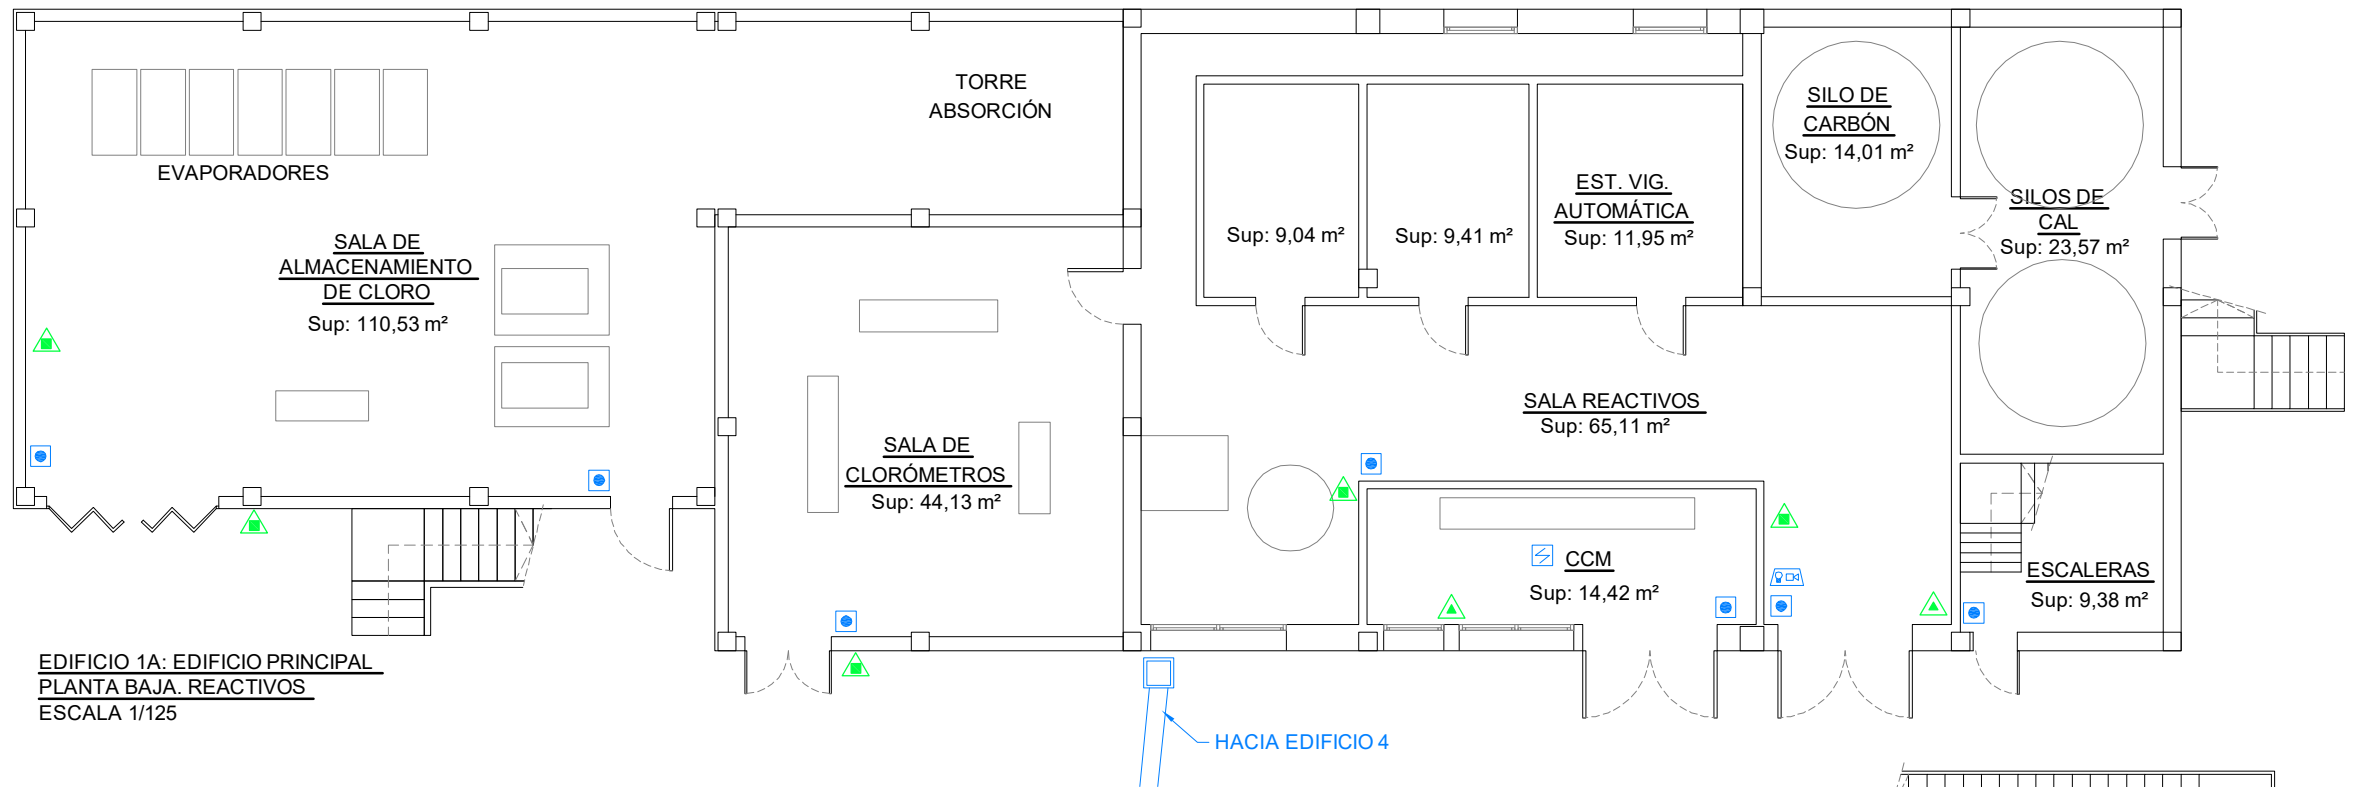 TORRE
ABSORCIÓN
EVAPORADORES
SALA DE
ALMACENAMIENTO
DE CLORO
Sup: 110,53 m²
SALA DE
CLORÓMETROS
Sup: 44,13 m²
Sup: 9,04 m²
Sup: 9,41 m²
EST. VIG.
AUTOMÁTICA
Sup: 11,95 m²
SILO DE
CARBÓN
Sup: 14,01 m²
SILOS DE
CAL
Sup: 23,57 m²
SALA REACTIVOS
Sup: 65,11 m²
CCM
Sup: 14,42 m²
ESCALERAS
Sup: 9,38 m²
EDIFICIO 1A: EDIFICIO PRINCIPAL
PLANTA BAJA. REACTIVOS
ESCALA 1/125
HACIA EDIFICIO 4